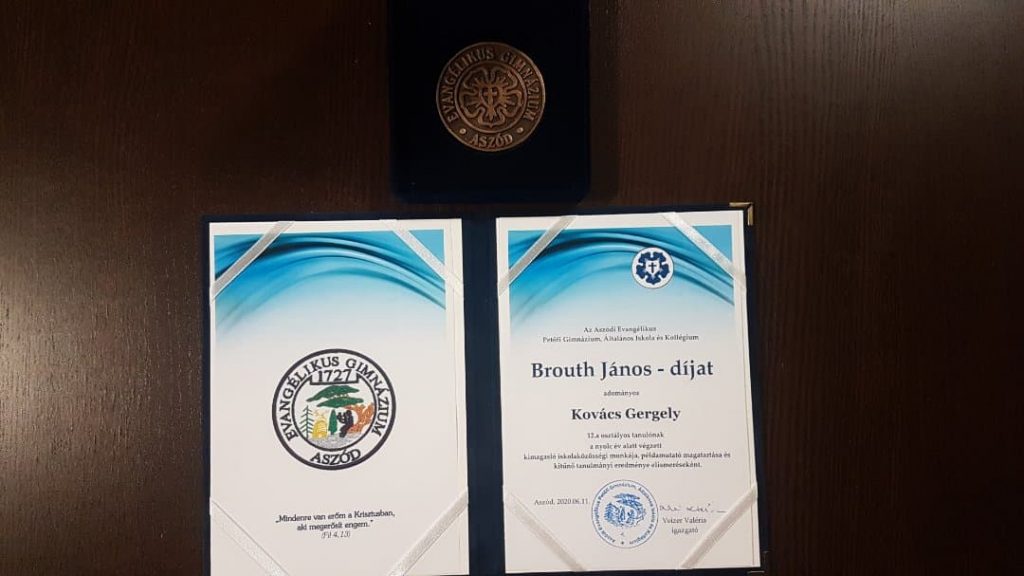 EVANGÉLIKUS GIMNÁZIUM
ASZÓD
EVANGÉLIKUS GIMNÁZIUM
1727
ASZÓD
„Mindenre van erőm a Krisztusban,
aki megerősít engem."
(Fil 4,13)
Az Aszódi Evangélikus
Petőfi Gimnázium, Általános Iskola és Kollégium
Brouth János - díjat
adományoz
Kovács Gergely
12.a osztályos tanulónak
a nyolc év alatt végzett
kimagasló iskolaközösségi munkája, példamutató magatartása és
kitűnő tanulmányi eredménye elismeréseként.
Aszód, 2020.06.11.
Veizer Valéria
igazgató